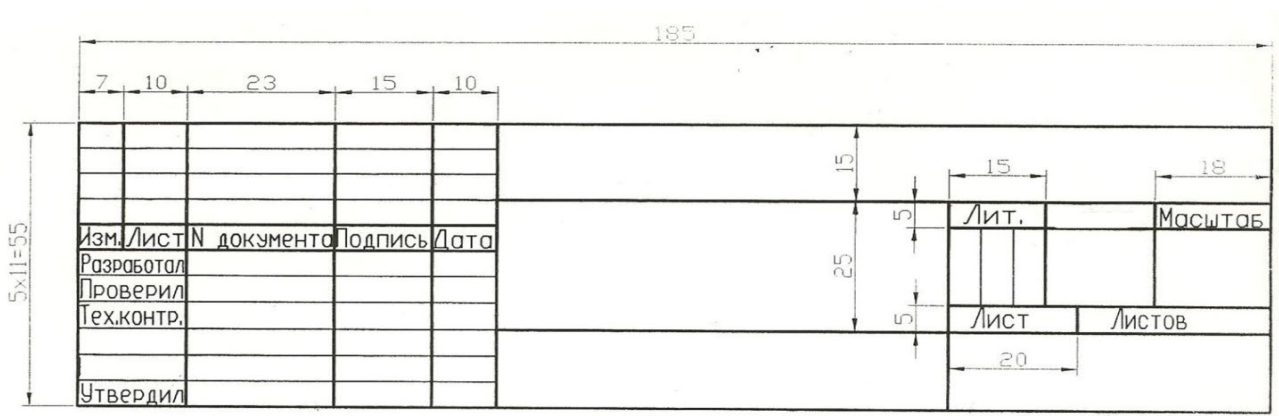 185
7 10 23 15 10
15
15 18
5 Лит. Масштаб
5x11=55
Изм. Лист N документа Подпись Дата
25
Разработал
Проверил
Тех.контр.
5 Лист Листов
20
Утвердил